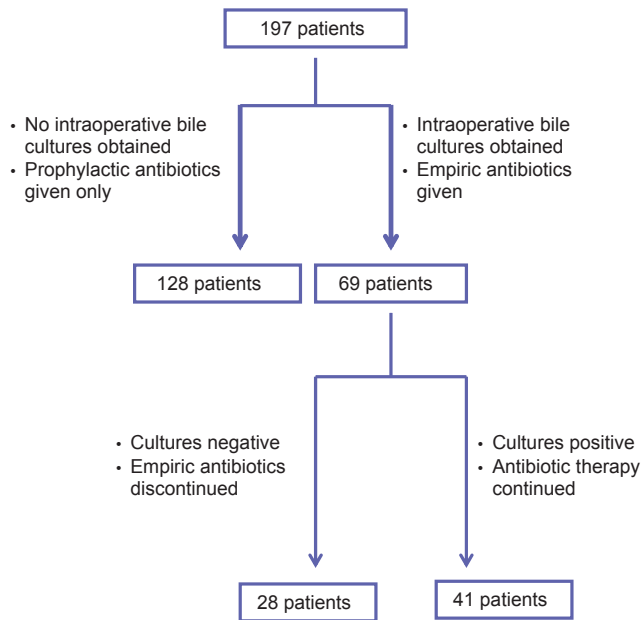 197 patients
• No intraoperative bile
cultures obtained
• Prophylactic antibiotics
given only
• Intraoperative bile
cultures obtained
• Empiric antibiotics
given
128 patients
69 patients
• Cultures negative
• Empiric antibiotics
discontinued
• Cultures positive
• Antibiotic therapy
continued
28 patients
41 patients